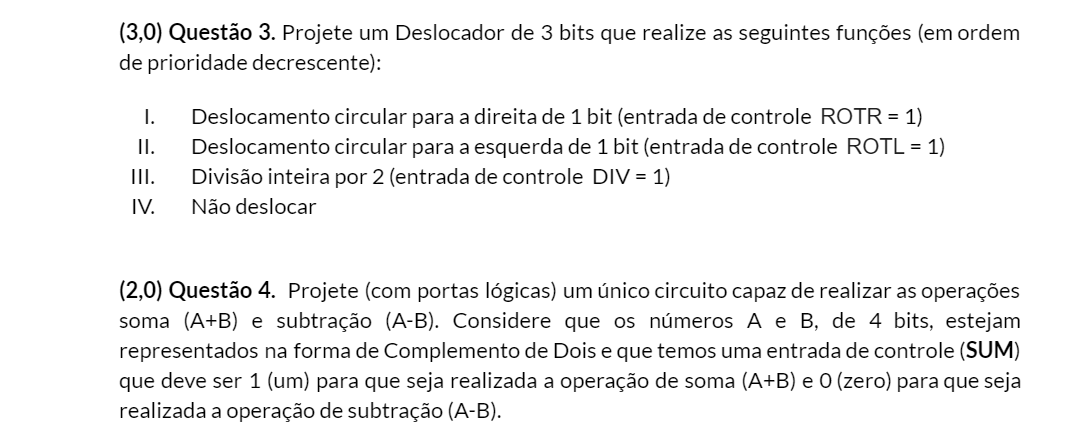 (3,0) Questão 3. Projete um Deslocador de 3 bits que realize as seguintes funções (em ordem
de prioridade decrescente):
I. Deslocamento circular para a direita de 1 bit (entrada de controle ROTR = 1)
II. Deslocamento circular para a esquerda de 1 bit (entrada de controle ROTL = 1)
III. Divisão inteira por 2 (entrada de controle DIV = 1)
IV. Não deslocar
(2,0) Questão 4. Projete (com portas lógicas) um único circuito capaz de realizar as operações
soma (A+B) e subtração (A-B). Considere que os números A e B, de 4 bits, estejam
representados na forma de Complemento de Dois e que temos uma entrada de controle (SUM)
que deve ser 1 (um) para que seja realizada a operação de soma (A+B) e 0 (zero) para que seja
realizada a operação de subtração (A-B).